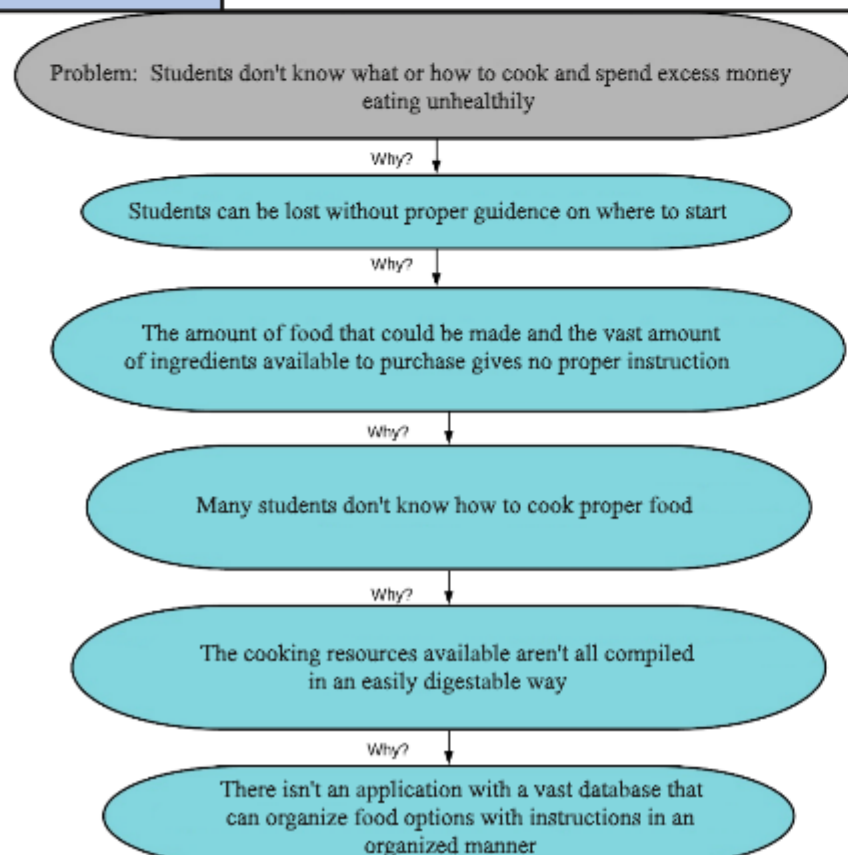 Problem:  Students don't know what or how to cook and spend excess money
eating unhealthily
Why?
Students can be lost without proper guidence on where to start
Why?
The amount of food that could be made and the vast amount
of ingredients available to purchase gives no proper instruction
Why?
Many students don't know how to cook proper food
Why?
The cooking resources available aren't all compiled
in an easily digestable way
Why?
There isn't an application with a vast database that
can organize food options with instructions in an
organized manner